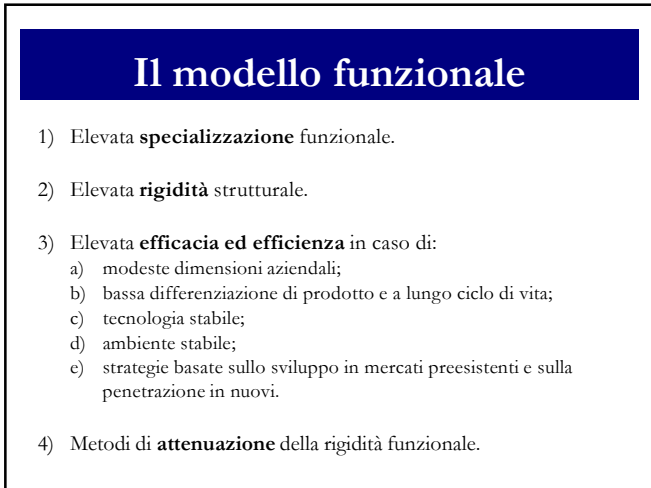 Il modello funzionale
1) Elevata specializzazione funzionale.
2) Elevata rigidità strutturale.
3) Elevata efficacia ed efficienza in caso di:
a) modeste dimensioni aziendali;
b) bassa differenziazione di prodotto e a lungo ciclo di vita;
c) tecnologia stabile;
d) ambiente stabile;
e) strategie basate sullo sviluppo in mercati preesistenti e sulla
penetrazione in nuovi.
4) Metodi di attenuazione della rigidità funzionale.